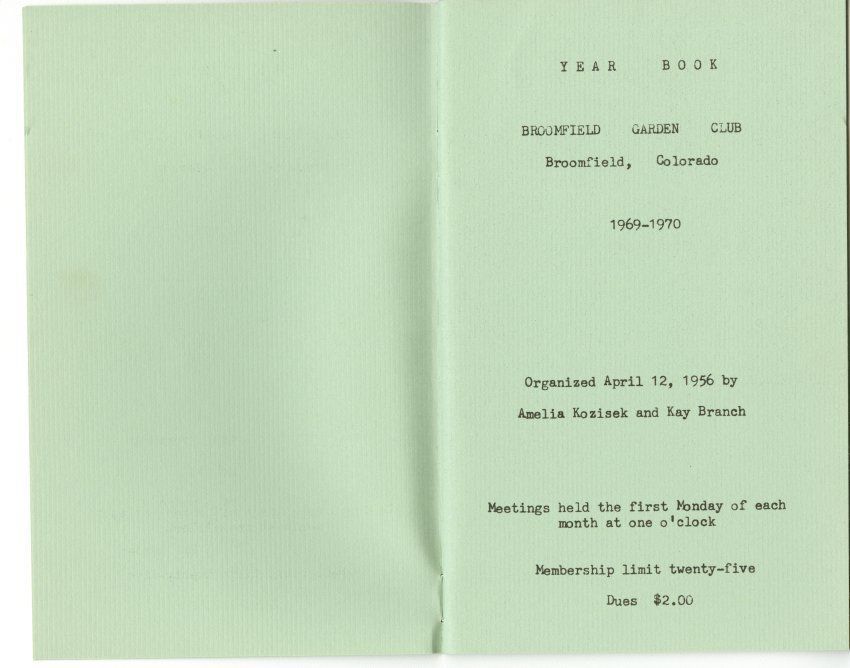 YEAR BOOK
BROOMFIELD GARDEN CLUB
Broomfield, Colorado
1969-1970
Organized April 12, 1956 by
Amelia Kozisek and Kay Branch
Meetings held the first Monday of each
month at one o'clock
Membership limit twenty-five
Dues $2.00